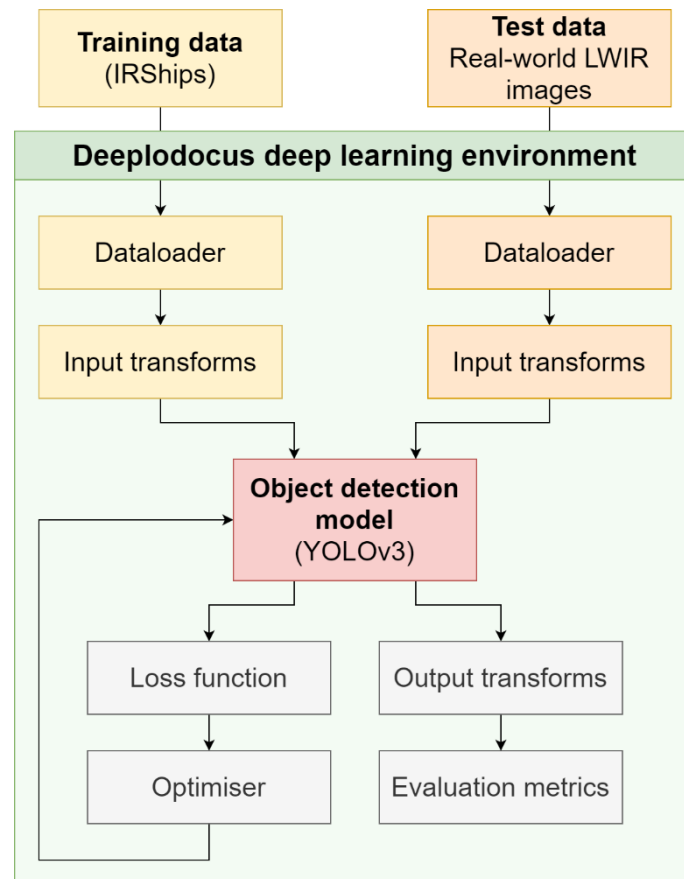 Training data
(IRShips)
Test data
Real-world LWIR
images
Deeplodocus deep learning environment
Dataloader
Dataloader
Input transforms
Input transforms
Object detection
model
(YOLOv3)
Loss function
Output transforms
Optimiser
Evaluation metrics